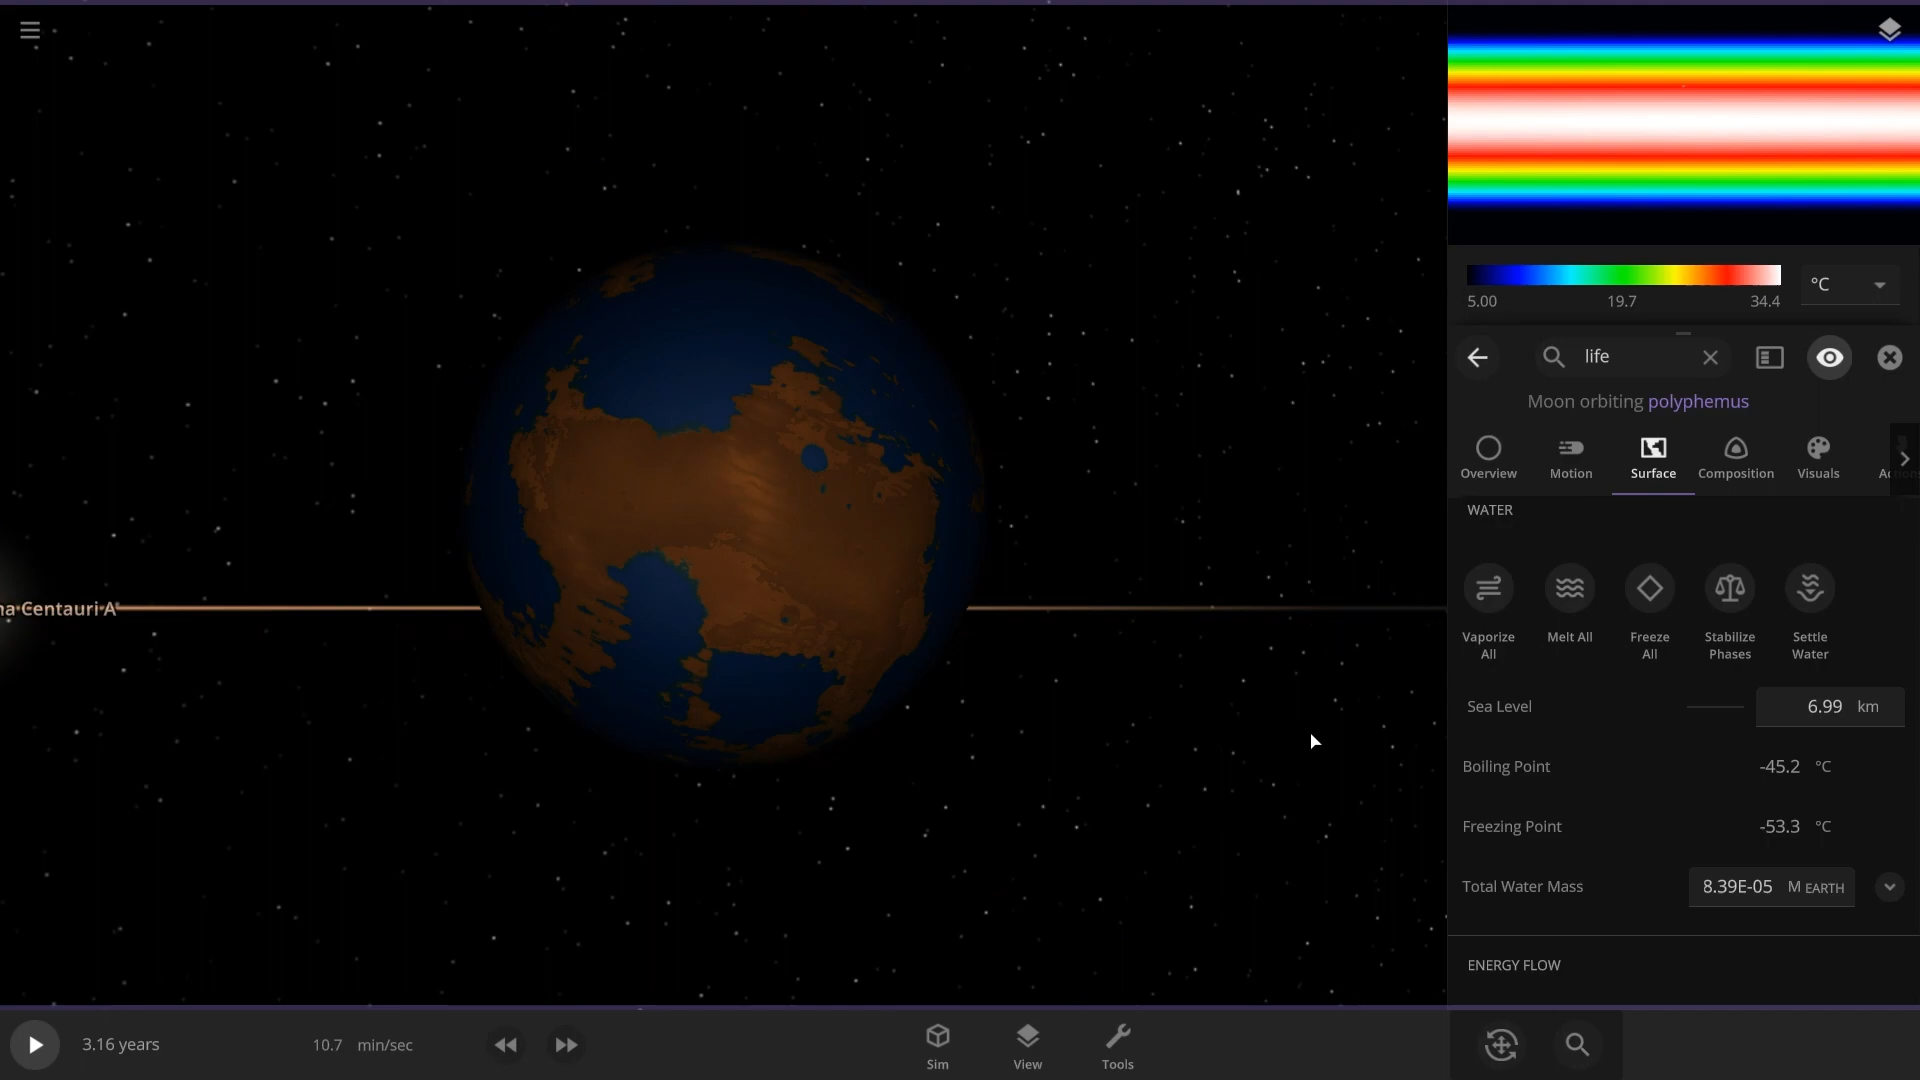 5.00 19.7 34.4
°C
life
Moon orbiting polyphemus
Overview Motion Surface Composition Visuals
WATER
Vaporize All
Melt All
Freeze All
Stabilize Phases
Settle Water
Centauri A
Sea Level 6.99 km
Boiling Point -45.2 °C
Freezing Point -53.3 °C
Total Water Mass 8.39E-05 M EARTH
ENERGY FLOW
3.16 years 10.7 min/sec
Sim View Tools